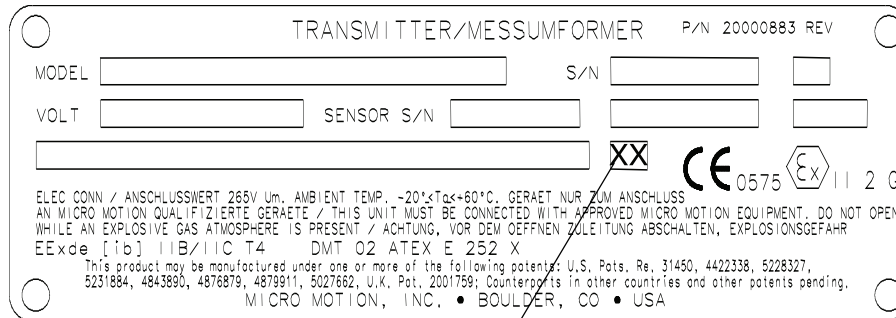 TRANSMITTER/MESSUMFORMER P/N 20000883 REV
MODEL S/N
VOLT SENSOR S/N
XX CE 0575 Ex II 2 G
ELEC CONN / ANSCHLUSSWERT 265V Um. AMBIENT TEMP. -20°≤Ta≤+60°C. GERAET NUR ZUM ANSCHLUSS
AN MICRO MOTION QUALIFIZIERTE GERAETE / THIS UNIT MUST BE CONNECTED WITH APPROVED MICRO MOTION EQUIPMENT. DO NOT OPEN
WHILE AN EXPLOSIVE GAS ATMOSPHERE IS PRESENT / ACHTUNG, VOR DEM OEFFNEN ZULEITUNG ABSCHALTEN, EXPLOSIONSGEFAHR
EExde [ib] IIB/IIC T4 DMT 02 ATEX E 252 X
This product may be manufactured under one or more of the following patents: U.S. Pats. Re. 31450, 4422338, 5228327,
5231884, 4843890, 4876879, 4879911, 5027662, U.K. Pat. 2001759; Counterparts in other countries and other patents pending.
MICRO MOTION, INC. • BOULDER, CO • USA